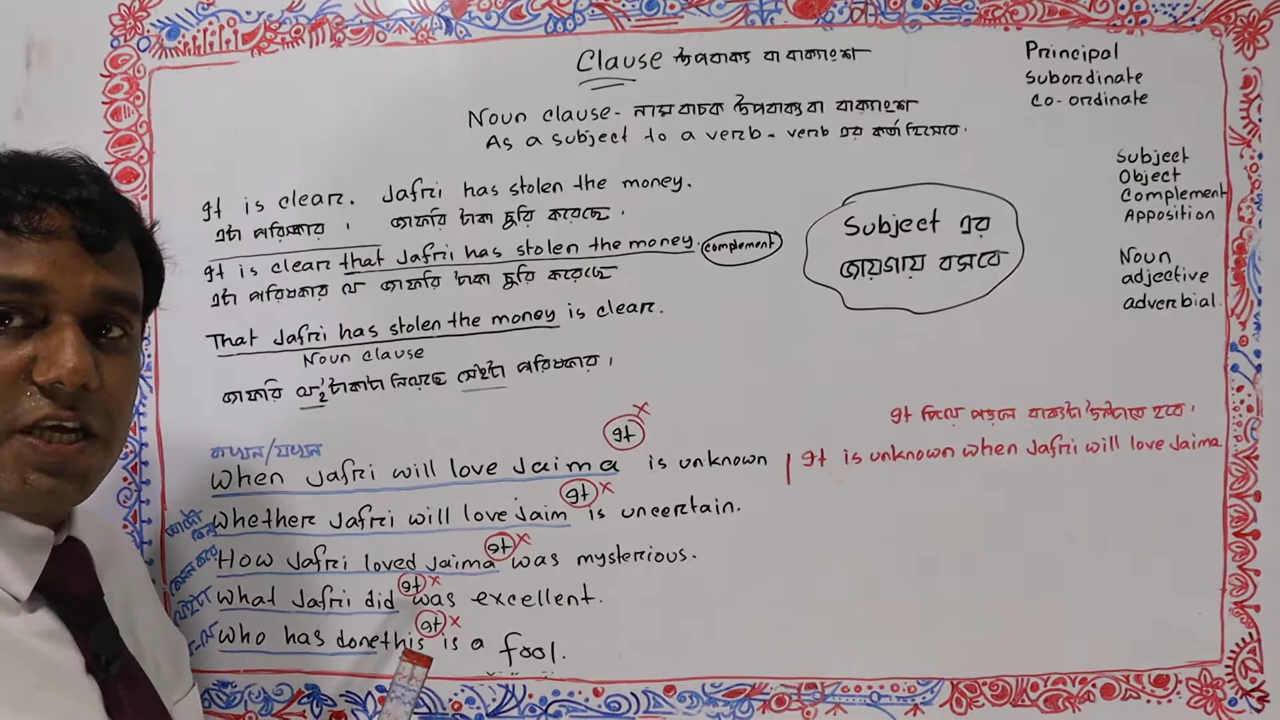 Clause উপবাক্য বা বাক্যাংশ
Noun clause - নামবাচক উপবাক্য বা বাক্যাংশ
As a subject to a verb - verb এর কর্তা হিসেবে.
Principal
Subordinate
Co-ordinate
Subject
Object
Complement
Apposition
Noun
adjective
adverbial.
It is clear. Jafri has stolen the money.
এটা পরিষ্কার। জাফরি টাকা চুরি করেছে.
It is clear that Jafri has stolen the money. complement
এটা পরিষ্কার যে জাফরি টাকা চুরি করেছে
That Jafri has stolen the money is clear.
Noun clause
জাফরি যে টাকাটা নিয়েছে সেইটা পরিষ্কার।
Subject এর
জায়গায় বসবে
কখন/যখন
It x
When Jafri will love Jaima is unknown
It দিয়ে পড়লে বাক্যটা উল্টাতে হবে.
It is unknown when Jafri will love Jaima
It x
Whether Jafri will love Jaim is uncertain.
It x
How Jafri loved Jaima was mysterious.
It x
What Jafri did was excellent.
It x
Who has done this is a fool.